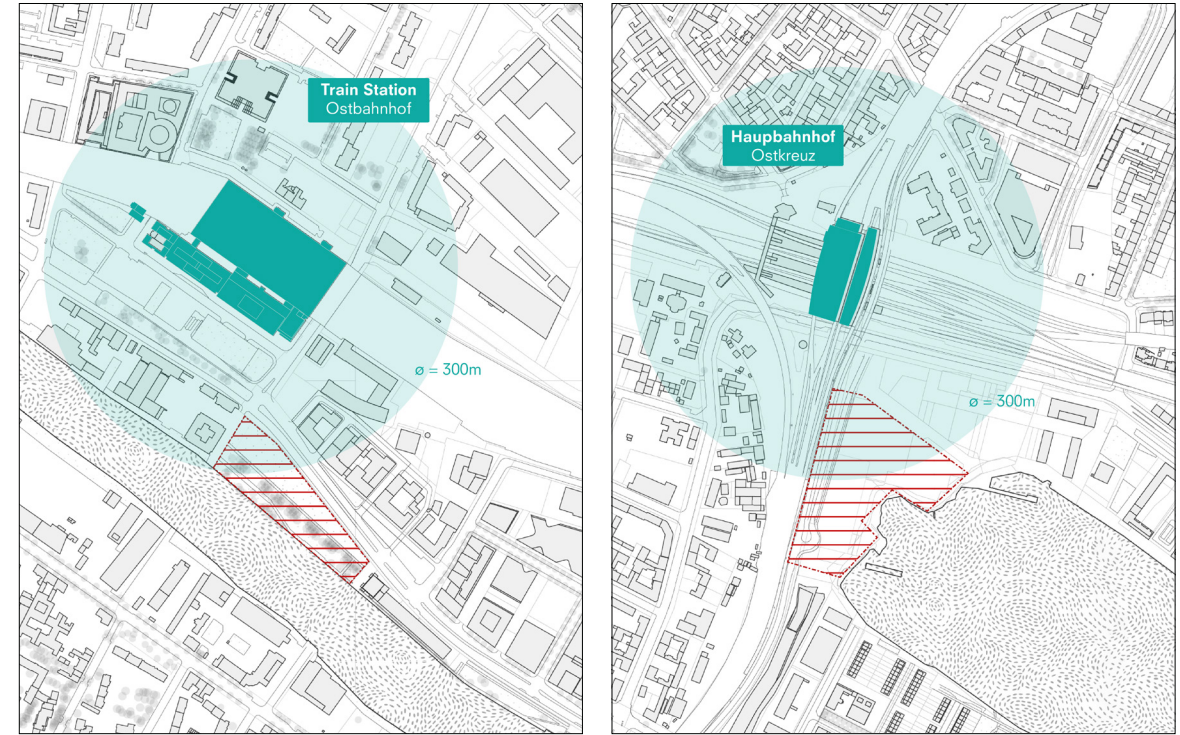 Train Station
Ostbahnhof
ø = 300m
Haupbahnhof
Ostkreuz
ø = 300m